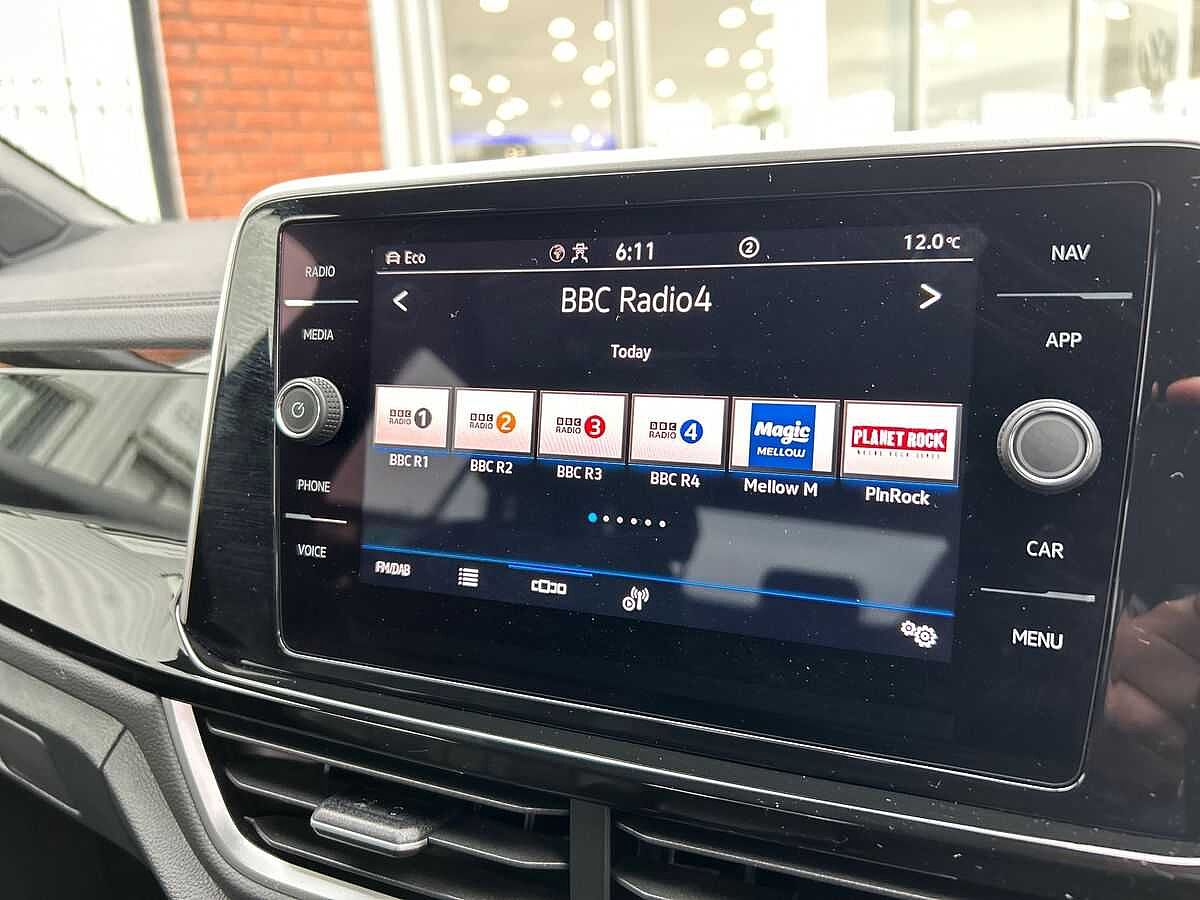 RADIO
MEDIA
PHONE
VOICE
Eco
6:11
2
12.0°C
BBC Radio4
Today
BBC RADIO 1
BBC RADIO 2
BBC RADIO 3
BBC RADIO 4
Magic MELLOW
PLANET ROCK
BBC R1
BBC R2
BBC R3
BBC R4
Mellow M
PlnRock
FM/DAB
NAV
APP
CAR
MENU